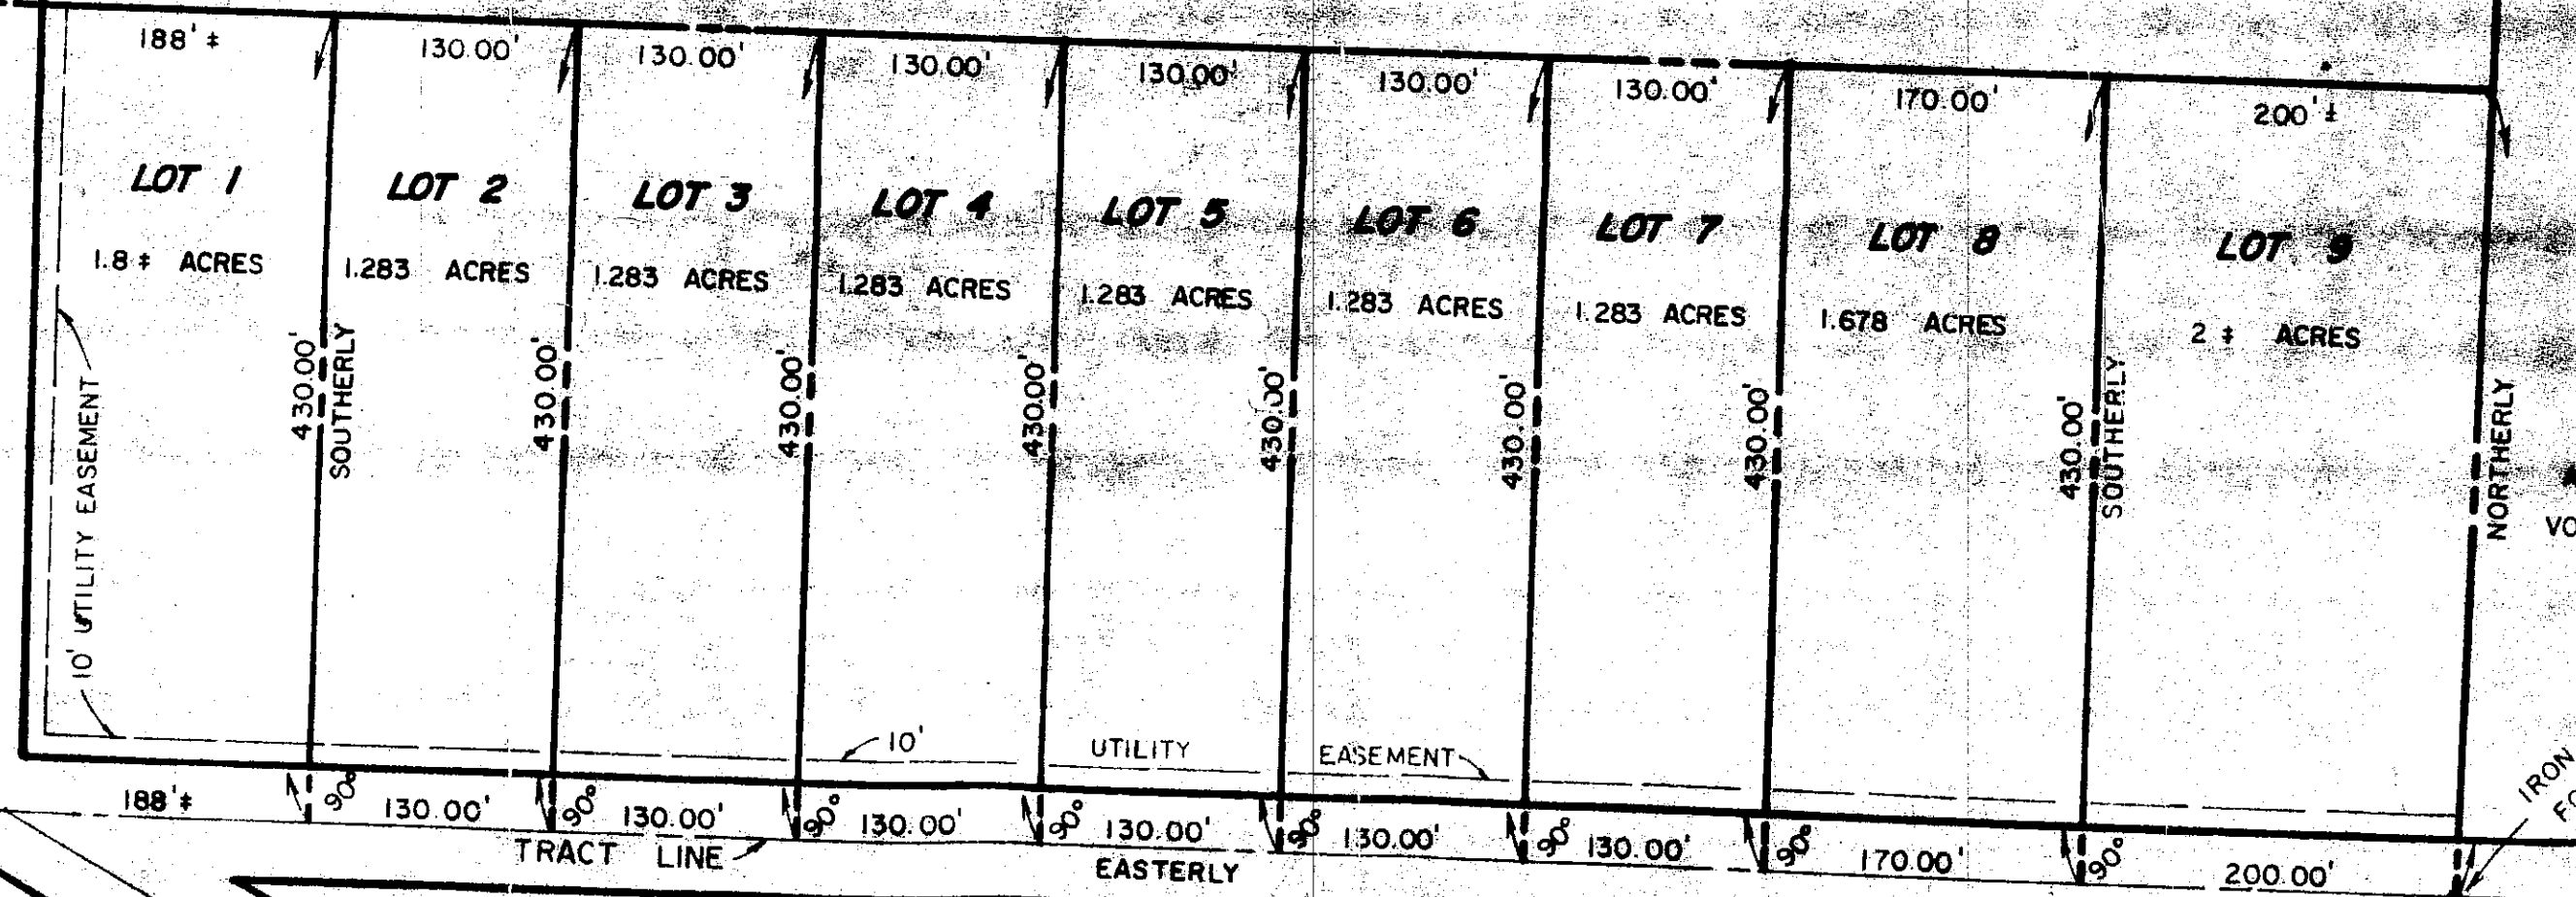 188' ±
130.00'
130.00'
130.00'
130.00'
130.00'
130.00'
170.00'
200' ±
LOT 1
LOT 2
LOT 3
LOT 4
LOT 5
LOT 6
LOT 7
LOT 8
LOT 9
1.8 ± ACRES
1.283 ACRES
1.283 ACRES
1.283 ACRES
1.283 ACRES
1.283 ACRES
1.283 ACRES
1.678 ACRES
2 ± ACRES
10' UTILITY EASEMENT
430.00'
SOUTHERLY
430.00'
430.00'
430.00'
430.00'
430.00'
430.00'
430.00'
SOUTHERLY
NORTHERLY
VO
10' UTILITY EASEMENT
IRON
FO
188' ±
90°
130.00'
90°
130.00'
90°
130.00'
90°
130.00'
90°
130.00'
90°
130.00'
90°
170.00'
90°
200.00'
TRACT LINE
EASTERLY